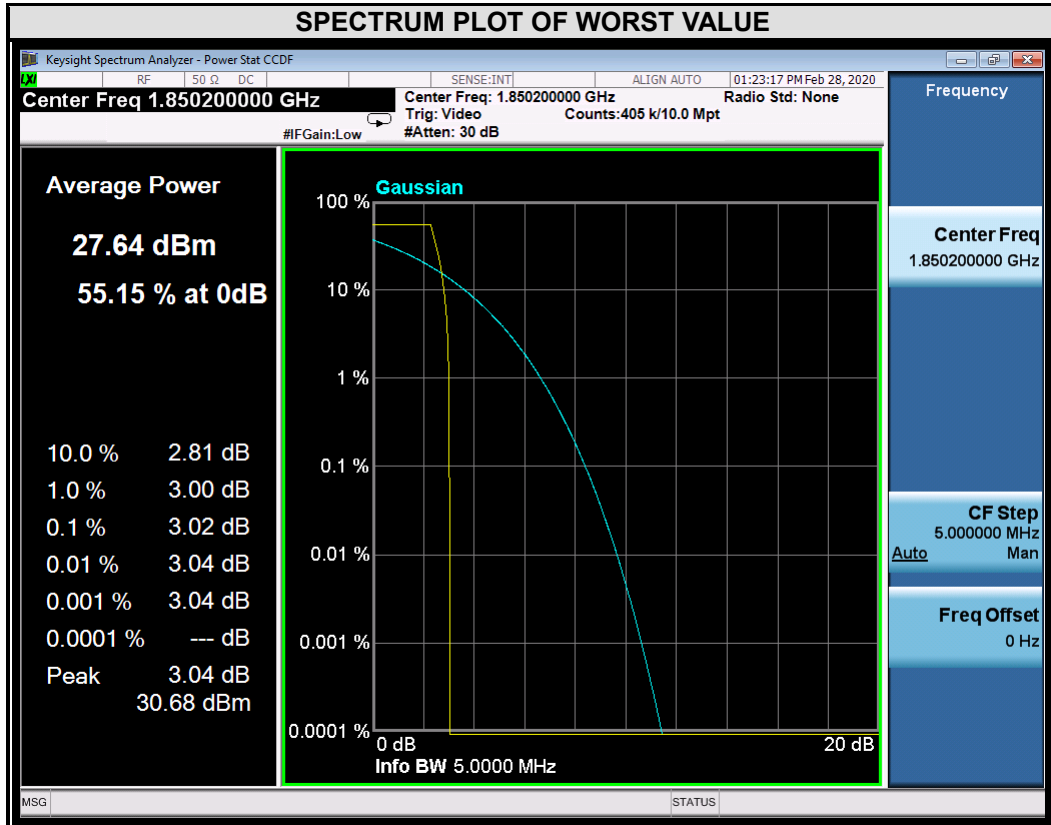 SPECTRUM PLOT OF WORST VALUE
Keysight Spectrum Analyzer - Power Stat CCDF
LXI RF 50 Ω DC SENSE:INT ALIGN AUTO 01:23:17 PM Feb 28, 2020
Center Freq 1.850200000 GHz
Center Freq: 1.850200000 GHz Radio Std: None
Trig: Video Counts:405 k/10.0 Mpt
#IFGain:Low #Atten: 30 dB
Average Power
27.64 dBm
55.15 % at 0dB
10.0 % 2.81 dB
1.0 % 3.00 dB
0.1 % 3.02 dB
0.01 % 3.04 dB
0.001 % 3.04 dB
0.0001 % --- dB
Peak 3.04 dB
30.68 dBm
Gaussian
100 %
10 %
1 %
0.1 %
0.01 %
0.001 %
0.0001 %
0 dB 20 dB
Info BW 5.0000 MHz
Frequency
Center Freq
1.850200000 GHz
CF Step
5.000000 MHz
Auto Man
Freq Offset
0 Hz
MSG STATUS